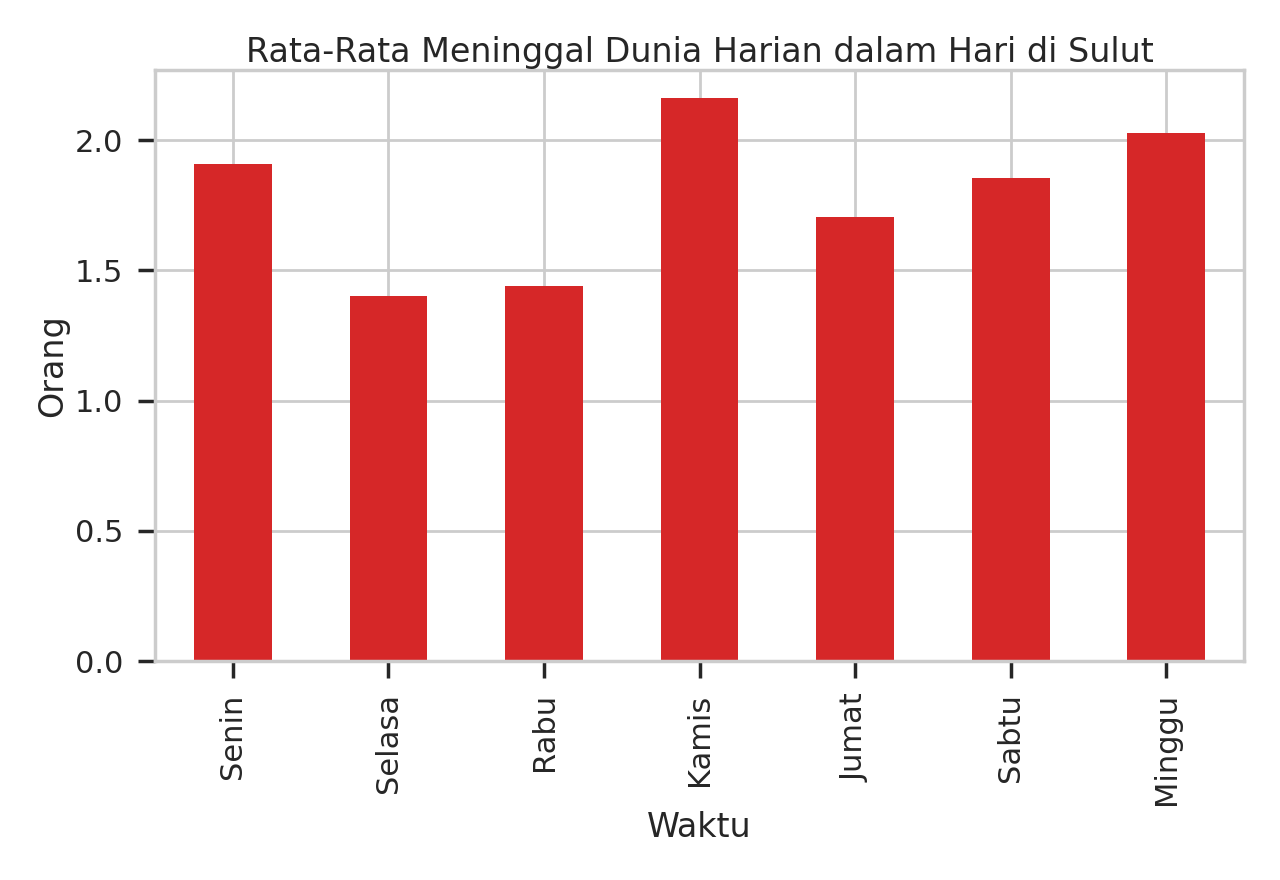 Rata-Rata Meninggal Dunia Harian dalam Hari di Sulut
Orang
2.0
1.5
1.0
0.5
0.0
Senin
Selasa
Rabu
Kamis
Jumat
Sabtu
Minggu
Waktu